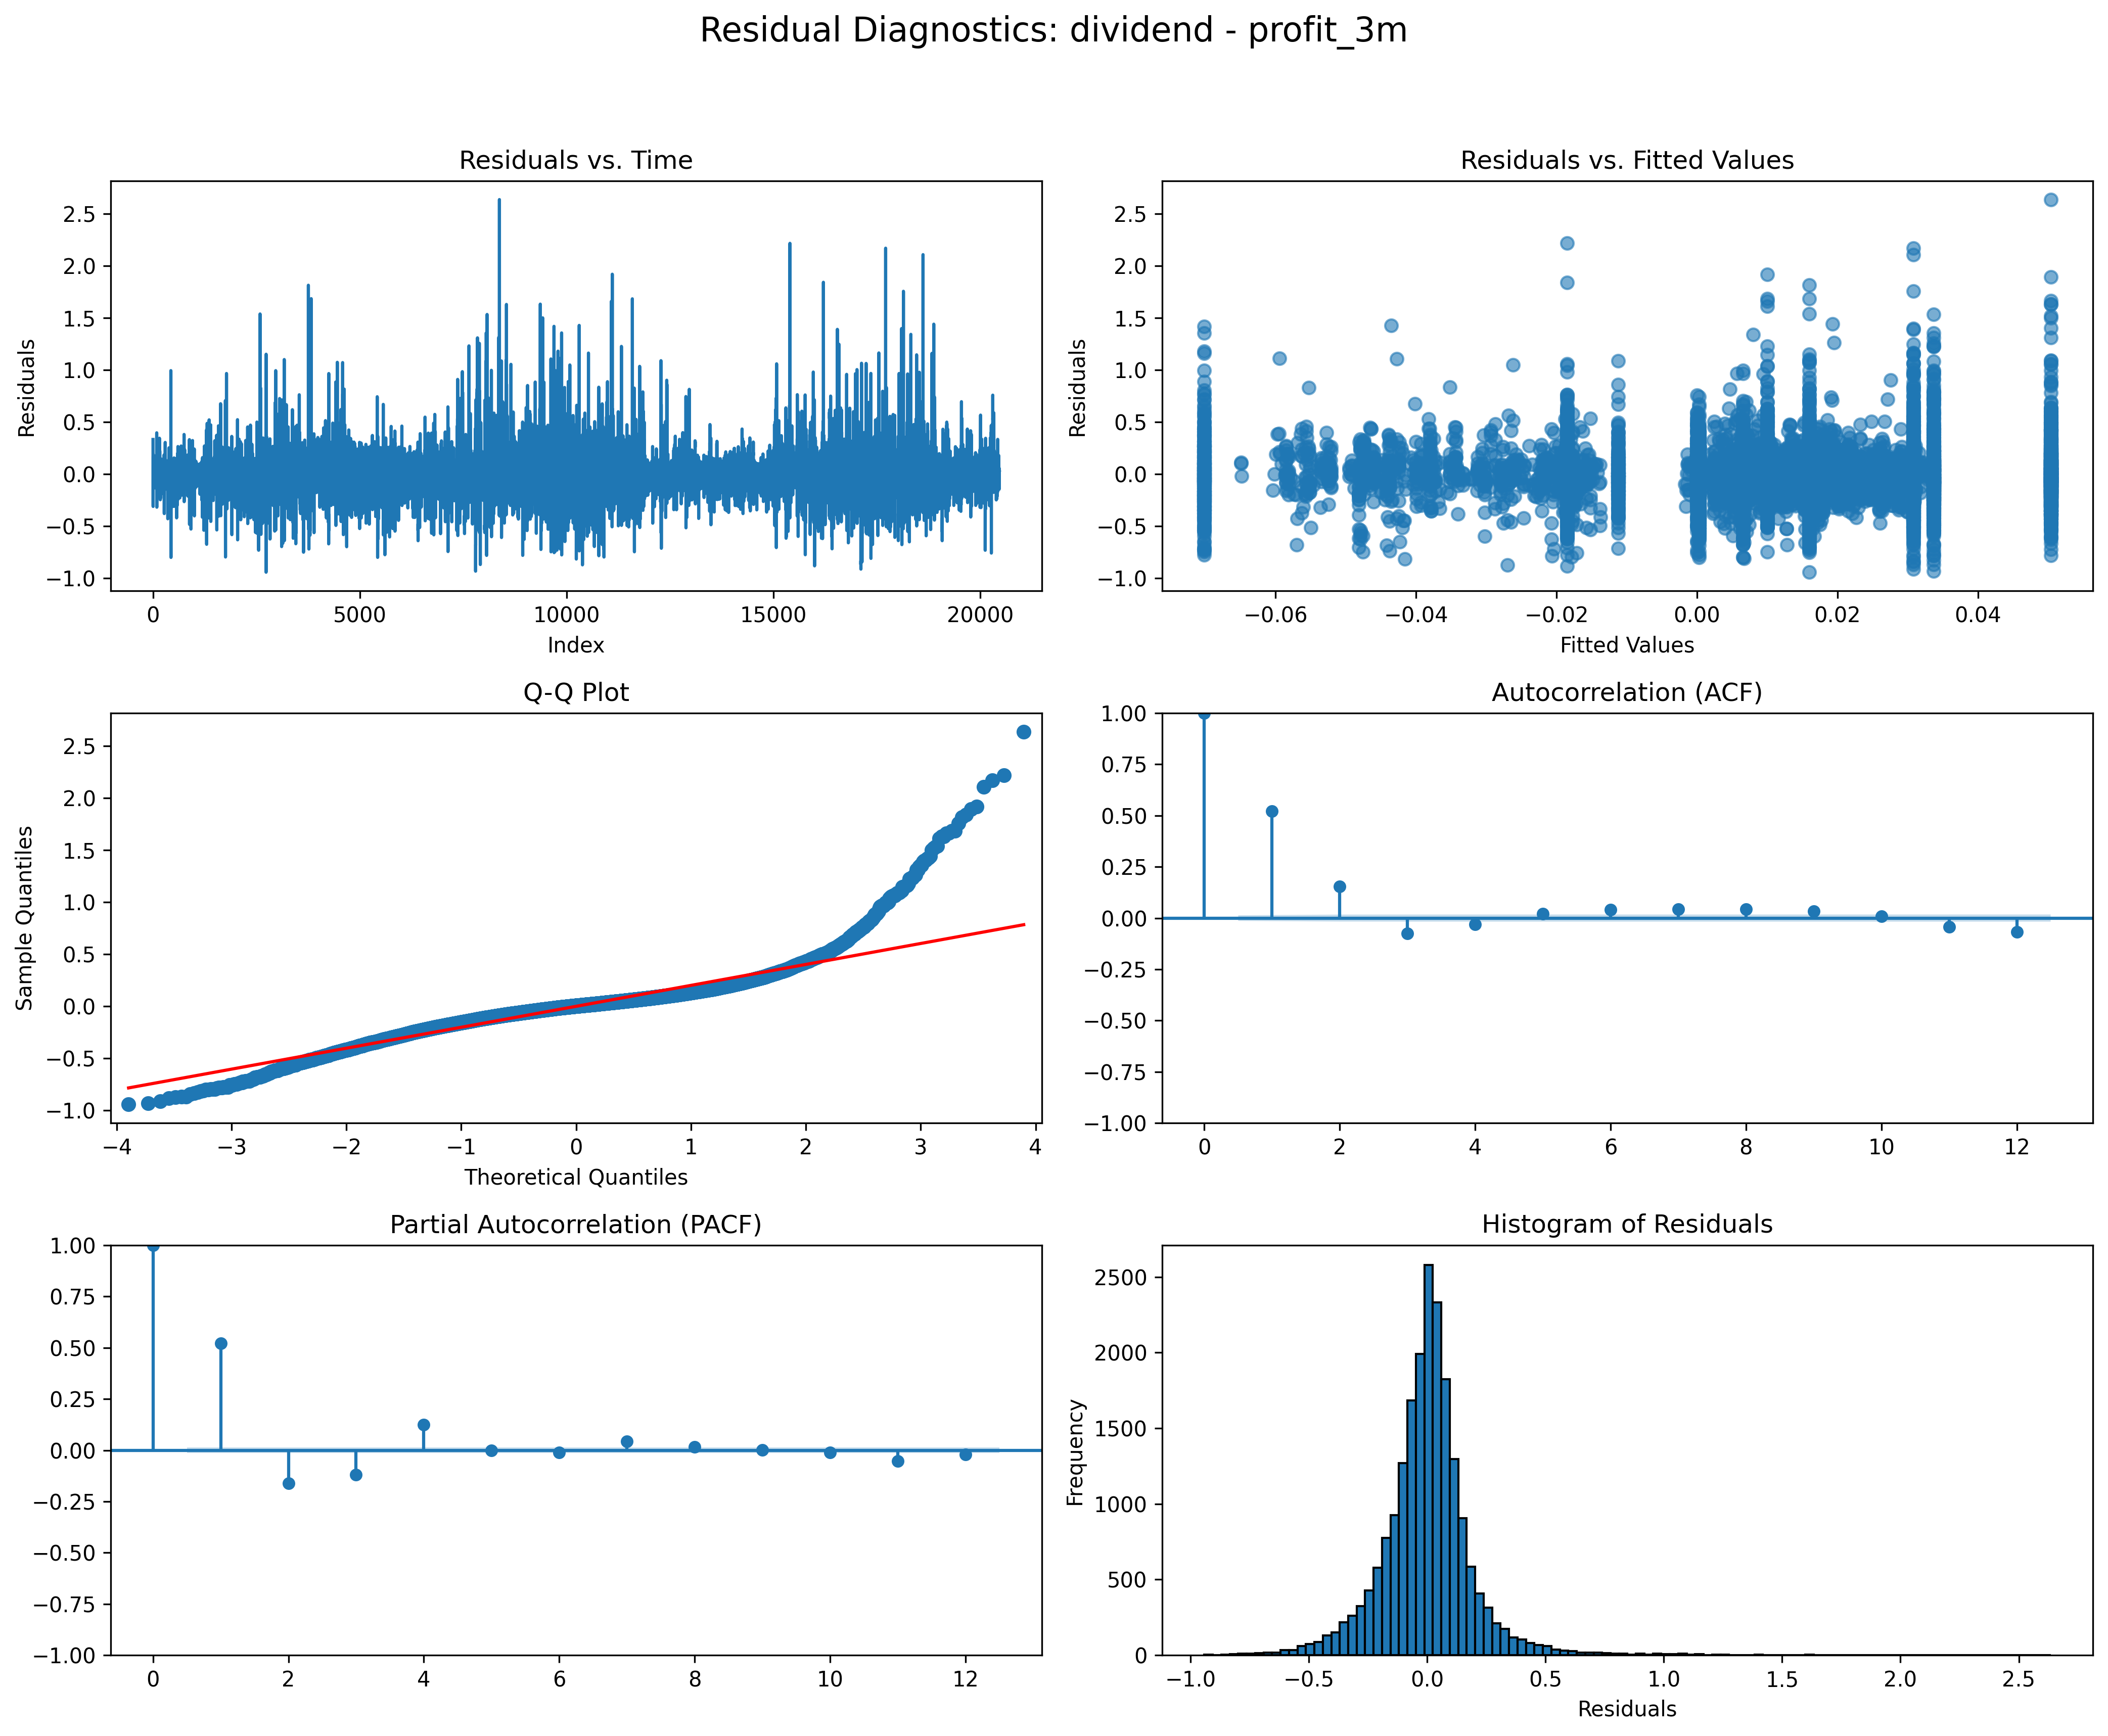 Residual Diagnostics: dividend - profit_3m
Residuals vs. Time
Residuals
2.5
2.0
1.5
1.0
0.5
0.0
−0.5
−1.0
0 5000 10000 15000 20000
Index
Residuals vs. Fitted Values
Residuals
2.5
2.0
1.5
1.0
0.5
0.0
−0.5
−1.0
−0.06 −0.04 −0.02 0.00 0.02 0.04
Fitted Values
Q-Q Plot
Sample Quantiles
2.5
2.0
1.5
1.0
0.5
0.0
−0.5
−1.0
−4 −3 −2 −1 0 1 2 3 4
Theoretical Quantiles
Autocorrelation (ACF)
1.00
0.75
0.50
0.25
0.00
−0.25
−0.50
−0.75
−1.00
0 2 4 6 8 10 12
Partial Autocorrelation (PACF)
1.00
0.75
0.50
0.25
0.00
−0.25
−0.50
−0.75
−1.00
0 2 4 6 8 10 12
Histogram of Residuals
Frequency
2500
2000
1500
1000
500
0
−1.0 −0.5 0.0 0.5 1.0 1.5 2.0 2.5
Residuals